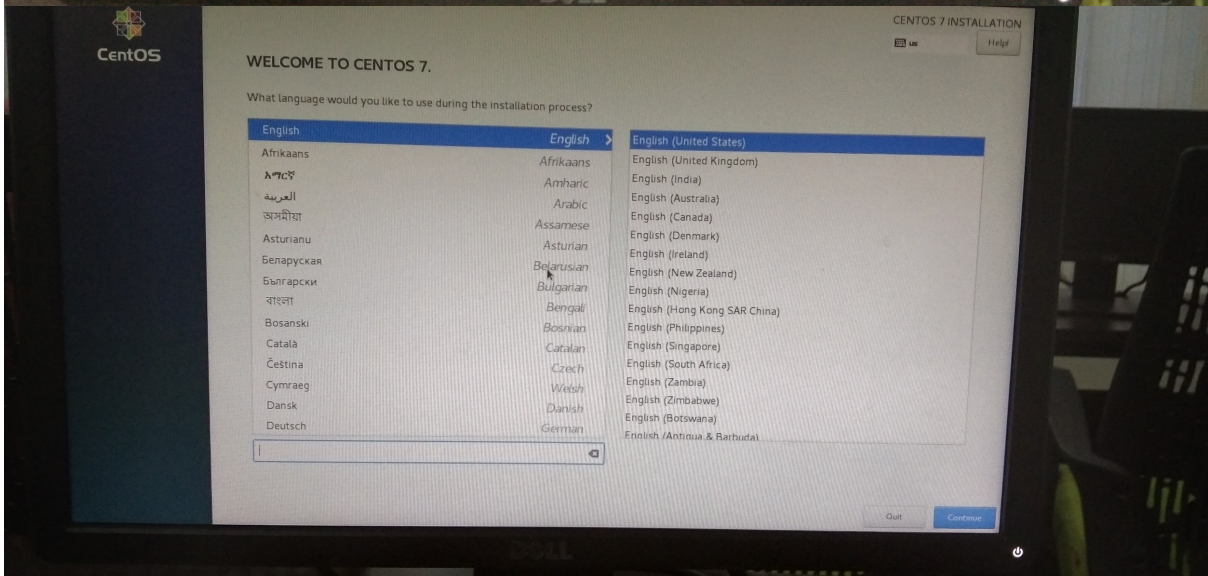 CentOS
CENTOS 7 INSTALLATION
us
Help!
WELCOME TO CENTOS 7.
What language would you like to use during the installation process?
English English
Afrikaans Afrikaans
አማርኛ Amharic
العربية Arabic
অসমীয়া Assamese
Asturianu Asturian
Беларуская Belarusian
Български Bulgarian
বাংলা Bengali
Bosanski Bosnian
Català Catalan
Čeština Czech
Cymraeg Welsh
Dansk Danish
Deutsch German
English (United States)
English (United Kingdom)
English (India)
English (Australia)
English (Canada)
English (Denmark)
English (Ireland)
English (New Zealand)
English (Nigeria)
English (Hong Kong SAR China)
English (Philippines)
English (Singapore)
English (South Africa)
English (Zambia)
English (Zimbabwe)
English (Botswana)
English (Antigua & Barbuda)
Quit
Continue
DELL